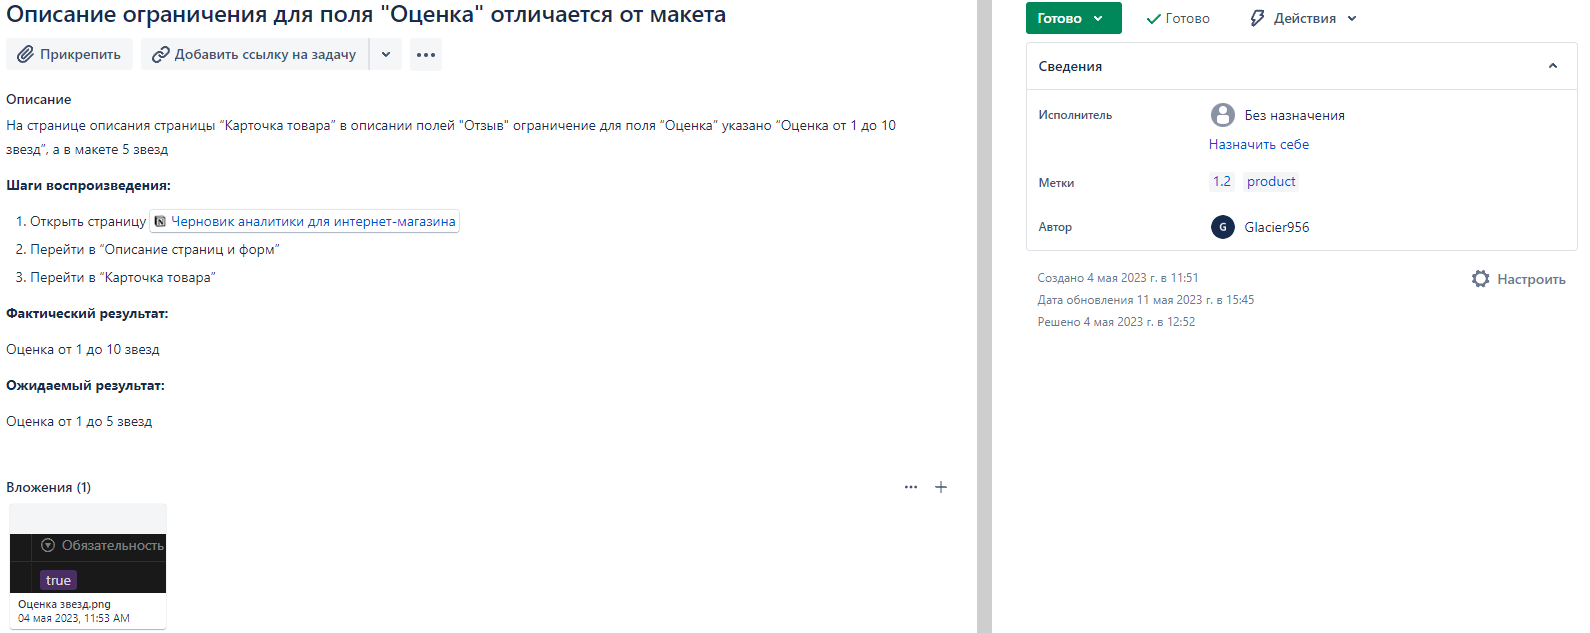 Описание ограничения для поля "Оценка" отличается от макета
Прикрепить
Добавить ссылку на задачу
Описание
На странице описания страницы “Карточка товара” в описании полей "Отзыв" ограничение для поля “Оценка” указано “Оценка от 1 до 10
звезд”, а в макете 5 звезд
Шаги воспроизведения:
1. Открыть страницу Черновик аналитики для интернет-магазина
2. Перейти в “Описание страниц и форм”
3. Перейти в “Карточка товара”
Фактический результат:
Оценка от 1 до 10 звезд
Ожидаемый результат:
Оценка от 1 до 5 звезд
Вложения (1)
Обязательность
true
Оценка звезд.png
04 мая 2023, 11:53 AM
Готово
Готово
Действия
Сведения
Исполнитель
Без назначения
Назначить себе
Метки
1.2 product
Автор
G Glacier956
Создано 4 мая 2023 г. в 11:51
Настроить
Дата обновления 11 мая 2023 г. в 15:45
Решено 4 мая 2023 г. в 12:52